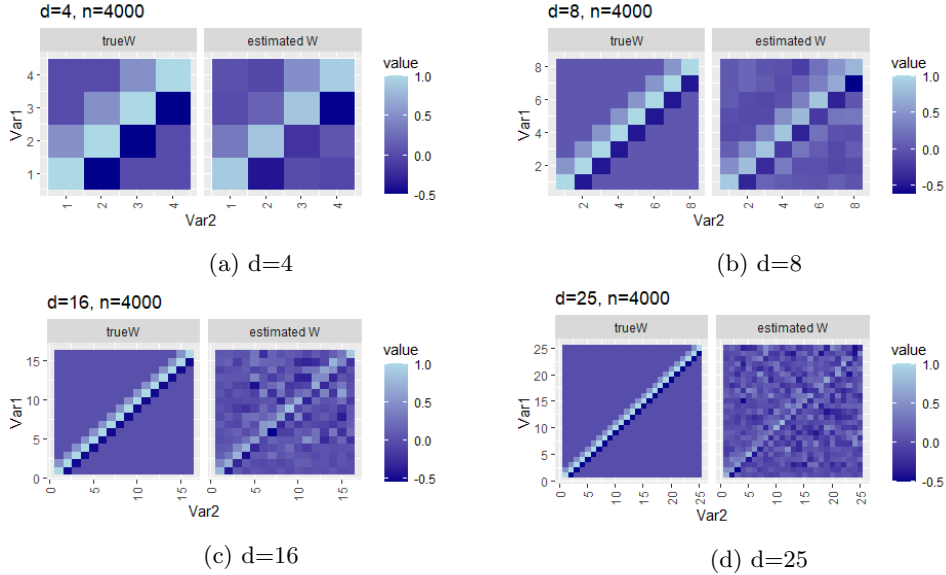 d=4, n=4000
trueW estimated W
Var1
4
3
2
1
1 2 3 4 1 2 3 4
Var2
value
1.0
0.5
0.0
-0.5
(a) d=4
d=8, n=4000
trueW estimated W
Var1
8
6
4
2
2 4 6 8 2 4 6 8
Var2
value
1.0
0.5
0.0
-0.5
(b) d=8
d=16, n=4000
trueW estimated W
Var1
15
10
5
0
0 5 10 15 0 5 10 15
Var2
value
1.0
0.5
0.0
-0.5
(c) d=16
d=25, n=4000
trueW estimated W
Var1
25
20
15
10
5
0
0 5 10 15 20 25 0 5 10 15 20 25
Var2
value
1.0
0.5
0.0
-0.5
(d) d=25